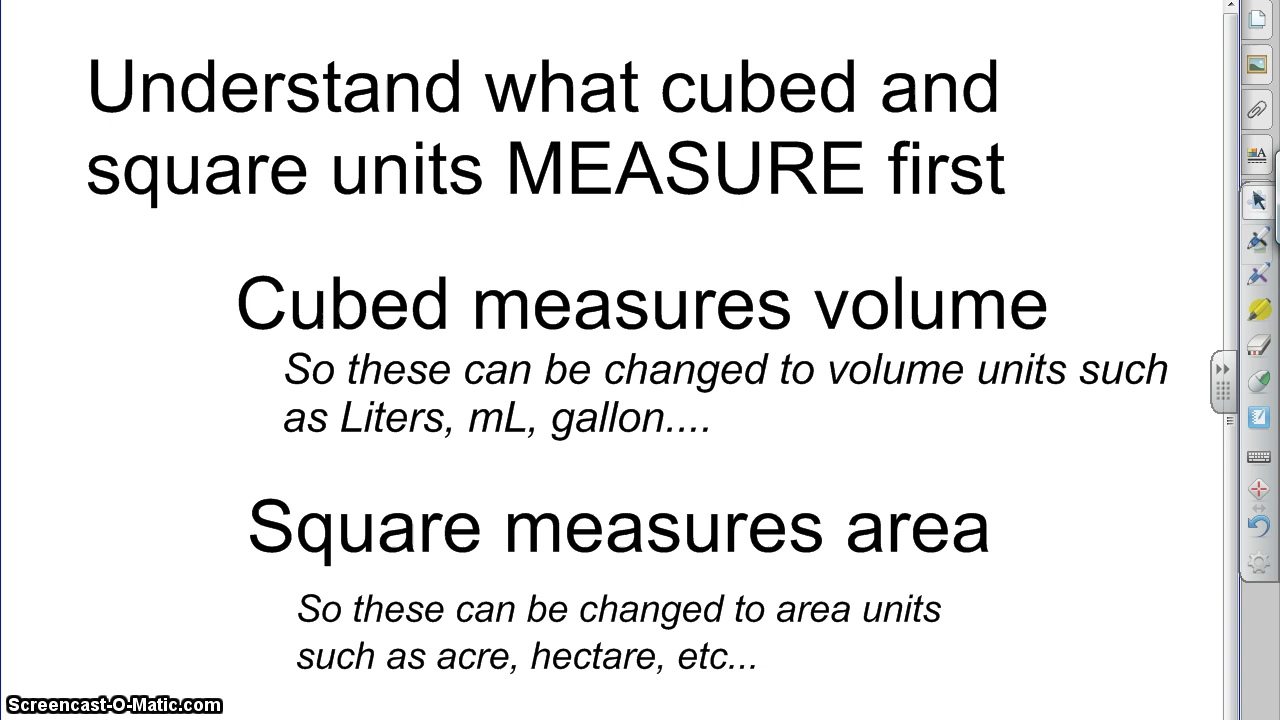 Understand what cubed and
square units MEASURE first
Cubed measures volume
So these can be changed to volume units such
as Liters, mL, gallon....
Square measures area
So these can be changed to area units
such as acre, hectare, etc...
Screencast-O-Matic.com